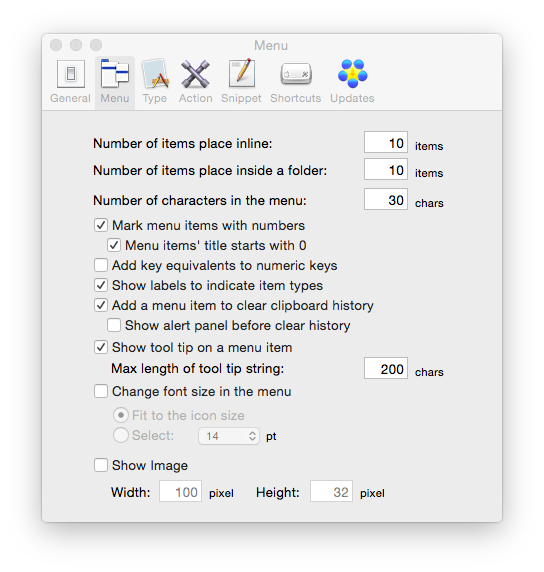 Menu
General Menu Type Action Snippet Shortcuts Updates
Number of items place inline: 10 items
Number of items place inside a folder: 10 items
Number of characters in the menu: 30 chars
Mark menu items with numbers
Menu items' title starts with 0
Add key equivalents to numeric keys
Show labels to indicate item types
Add a menu item to clear clipboard history
Show alert panel before clear history
Show tool tip on a menu item
Max length of tool tip string: 200 chars
Change font size in the menu
Fit to the icon size
Select: 14 pt
Show Image
Width: 100 pixel Height: 32 pixel